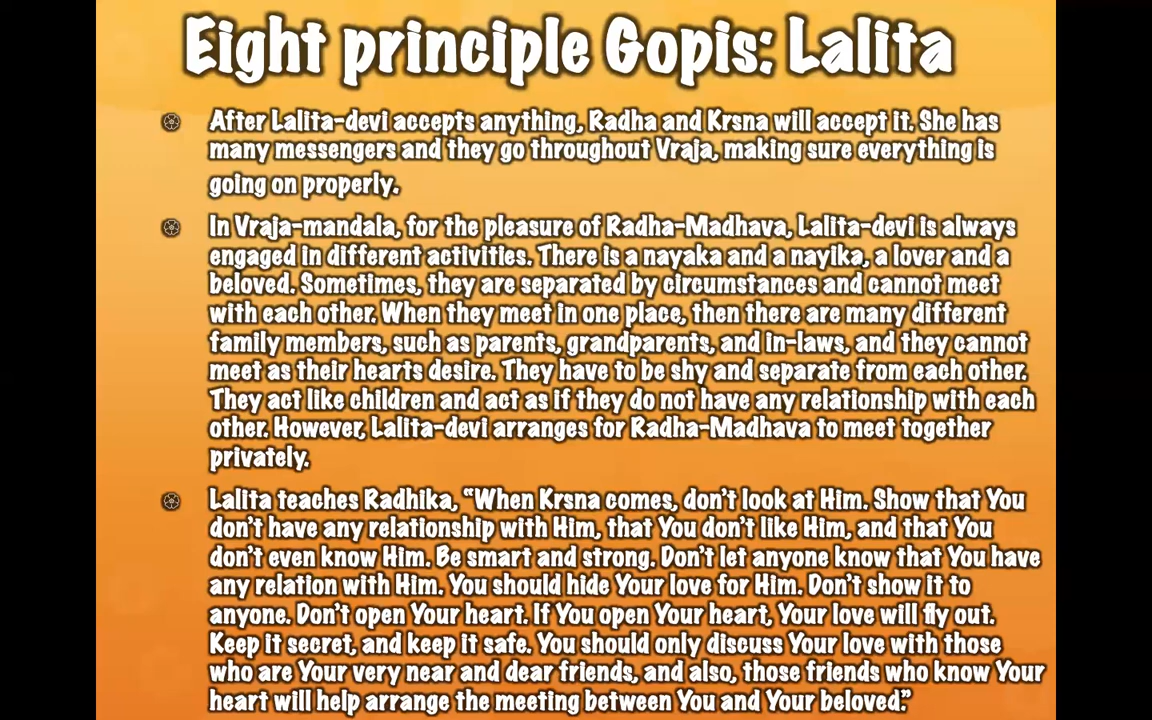 Eight principle Gopis: Lalita
After Lalita-devi accepts anything, Radha and Krsna will accept it. She has
many messengers and they go throughout Vraja, making sure everything is
going on properly.
In Vraja-mandala, for the pleasure of Radha-Madhava, Lalita-devi is always
engaged in different activities. There is a nayaka and a nayika, a lover and a
beloved. Sometimes, they are separated by circumstances and cannot meet
with each other. When they meet in one place, then there are many different
family members, such as parents, grandparents, and in-laws, and they cannot
meet as their hearts desire. They have to be shy and separate from each other.
They act like children and act as if they do not have any relationship with each
other. However, Lalita-devi arranges for Radha-Madhava to meet together
privately.
Lalita teaches Radhika, “When Krsna comes, don’t look at Him. Show that You
don’t have any relationship with Him, that You don’t like Him, and that You
don’t even know Him. Be smart and strong. Don’t let anyone know that You have
any relation with Him. You should hide Your love for Him. Don’t show it to
anyone. Don’t open Your heart. If You open Your heart, Your love will fly out.
Keep it secret, and keep it safe. You should only discuss Your love with those
who are Your very near and dear friends, and also, those friends who know Your
heart will help arrange the meeting between You and Your beloved.”